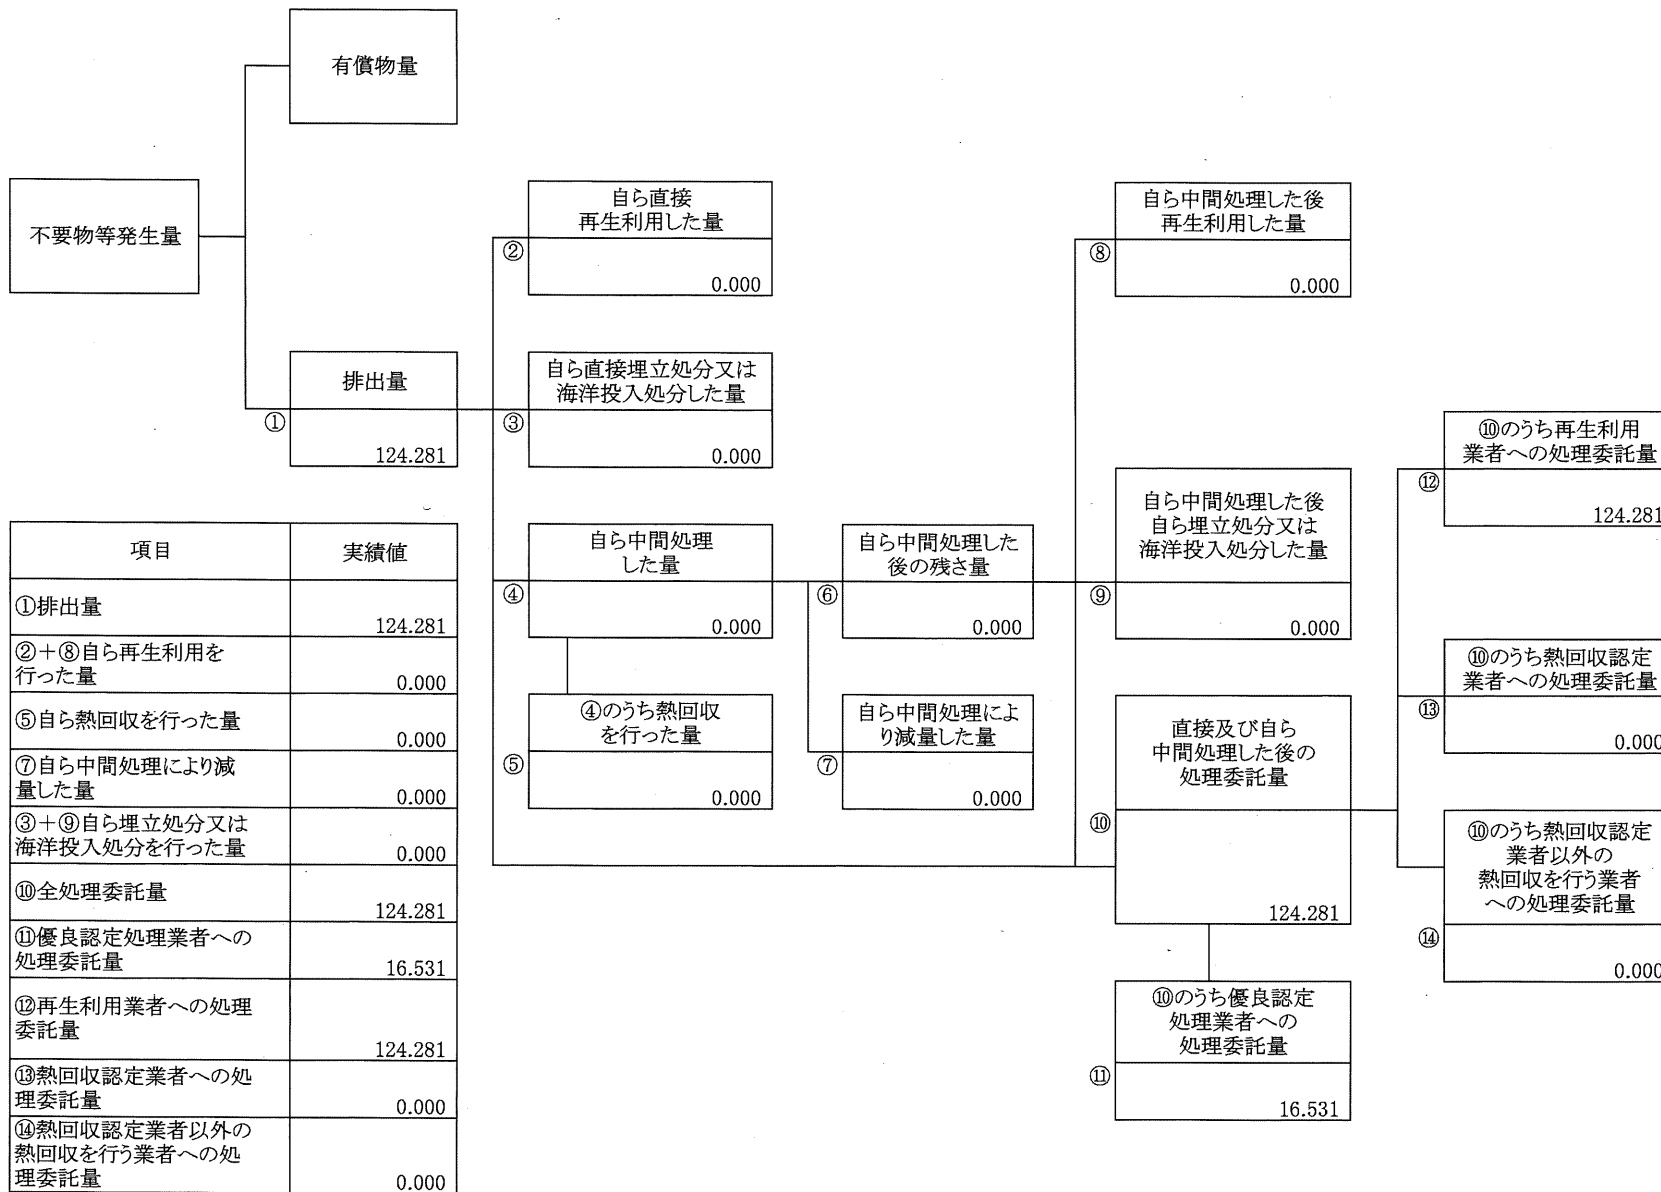 有償物量
不要物等発生量
排出量
①
124.281
自ら直接
再生利用した量
②
0.000
自ら直接埋立処分又は
海洋投入処分した量
③
0.000
自ら中間処理
した量
④
0.000
④のうち熱回収
を行った量
⑤
0.000
自ら中間処理した
後の残さ量
⑥
0.000
自ら中間処理によ
り減量した量
⑦
0.000
自ら中間処理した後
再生利用した量
⑧
0.000
自ら中間処理した後
自ら埋立処分又は
海洋投入処分した量
⑨
0.000
直接及び自ら
中間処理した後の
処理委託量
⑩
124.281
⑩のうち優良認定
処理業者への
処理委託量
⑪
16.531
⑩のうち再生利用
業者への処理委託量
⑫
124.281
⑩のうち熱回収認定
業者への処理委託量
⑬
0.000
⑩のうち熱回収認定
業者以外の
熱回収を行う業者
への処理委託量
⑭
0.000
項目 実績値
①排出量
124.281
②+⑧自ら再生利用を
行った量
0.000
⑤自ら熱回収を行った量
0.000
⑦自ら中間処理により減
量した量
0.000
③+⑨自ら埋立処分又は
海洋投入処分を行った量
0.000
⑩全処理委託量
124.281
⑪優良認定処理業者への
処理委託量
16.531
⑫再生利用業者への処理
委託量
124.281
⑬熱回収認定業者への処
理委託量
0.000
⑭熱回収認定業者以外の
熱回収を行う業者への処
理委託量
0.000